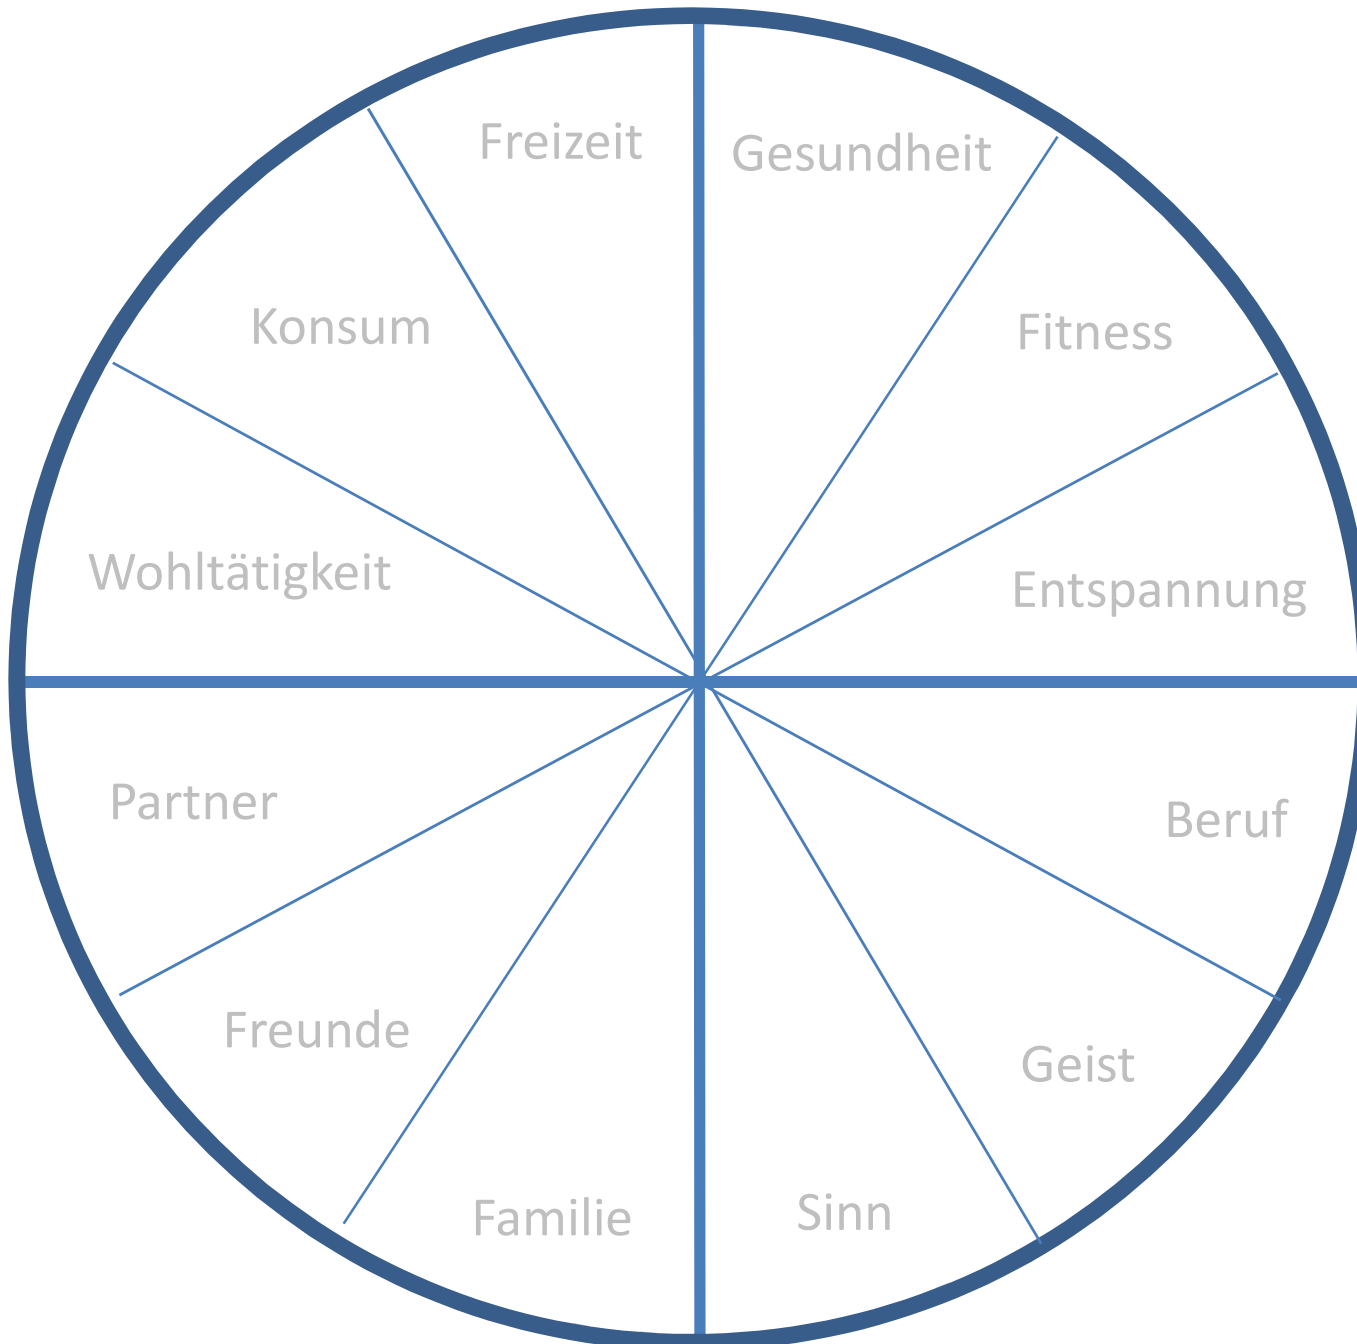 Freizeit
Gesundheit
Konsum
Fitness
Wohltätigkeit
Entspannung
Partner
Beruf
Freunde
Geist
Familie
Sinn